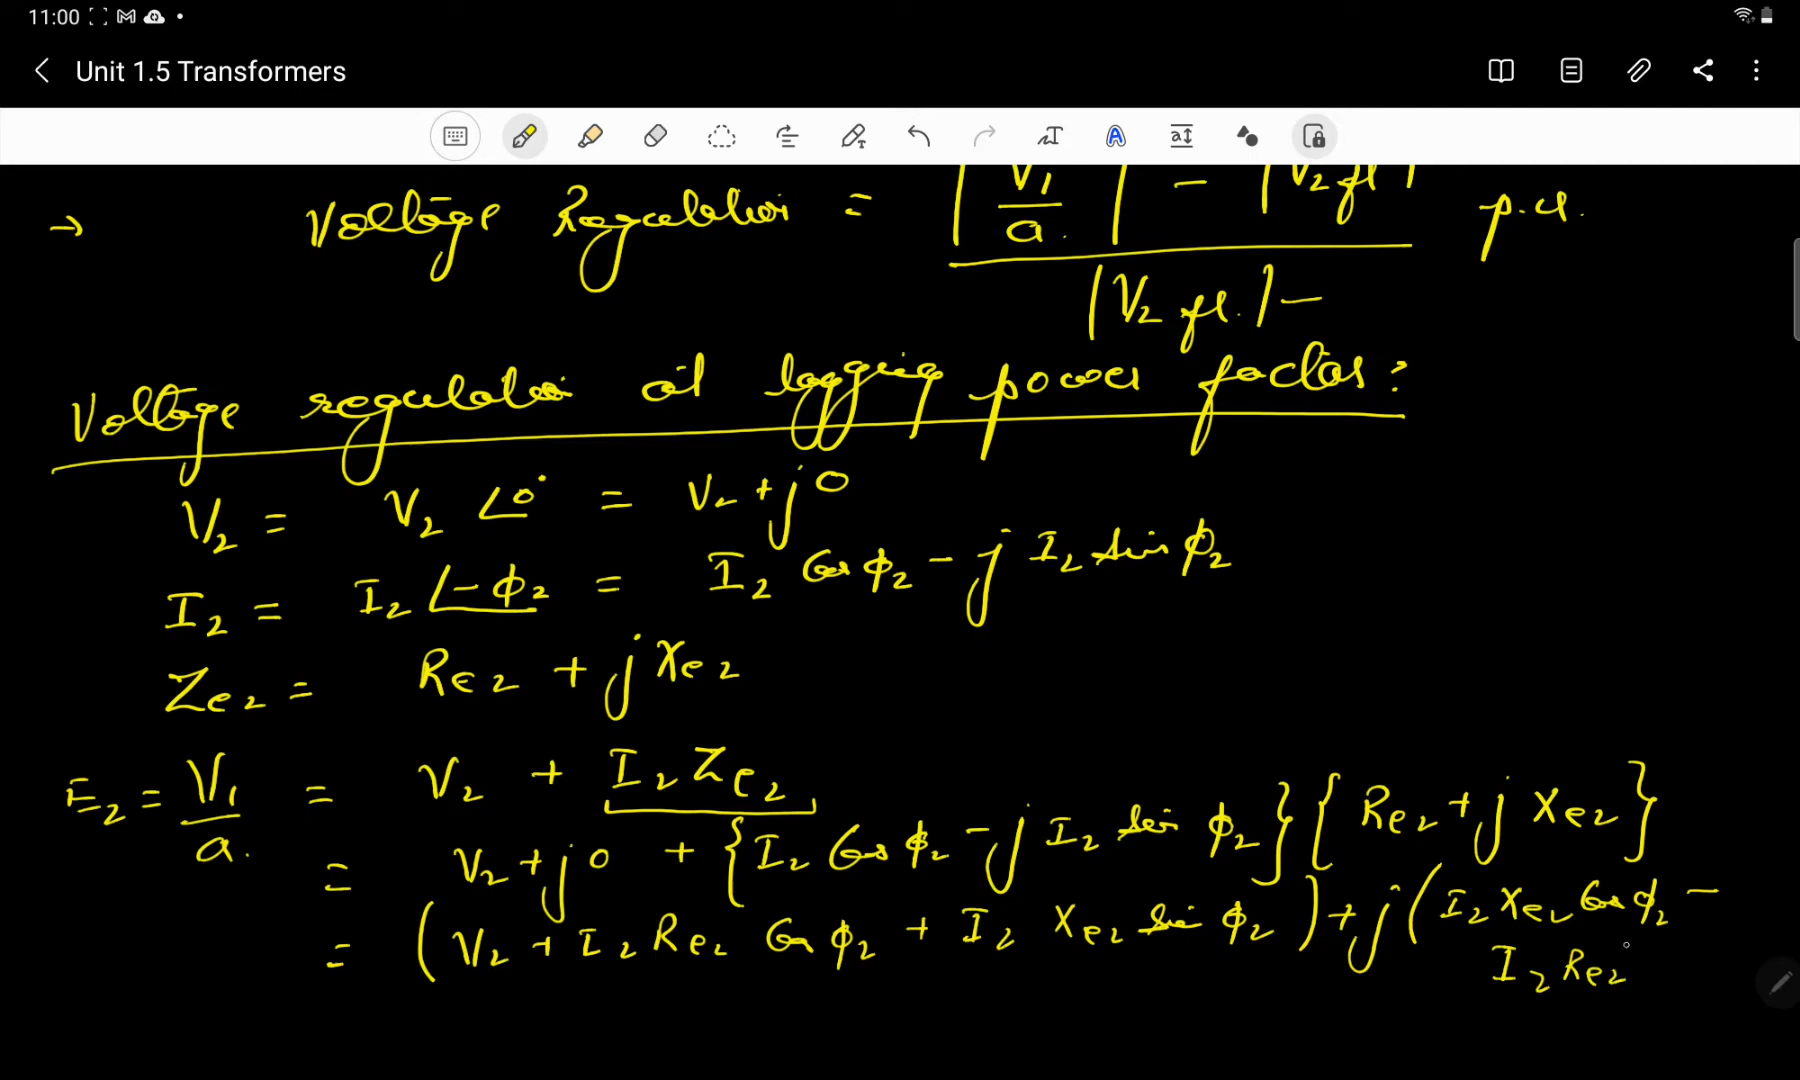 11:00
Unit 1.5 Transformers
→ Voltage Regulation = (|V₁/a| - |V₂ fl|) / |V₂ fl.| p.u.
Voltage regulation at lagging power factor:
V₂ = V₂ ∠0° = V₂ + j0
I₂ = I₂ ∠-ϕ₂ = I₂ Cos ϕ₂ - j I₂ sin ϕ₂
Ze₂ = Re₂ + j Xe₂
E₂ = V₁/a = V₂ + I₂ Ze₂
= V₂ + j0 + {I₂ Cos ϕ₂ - j I₂ sin ϕ₂} {Re₂ + j Xe₂}
= (V₂ + I₂ Re₂ Cos ϕ₂ + I₂ Xe₂ sin ϕ₂) + j (I₂ Xe₂ Cos ϕ₂ -
I₂ Re₂